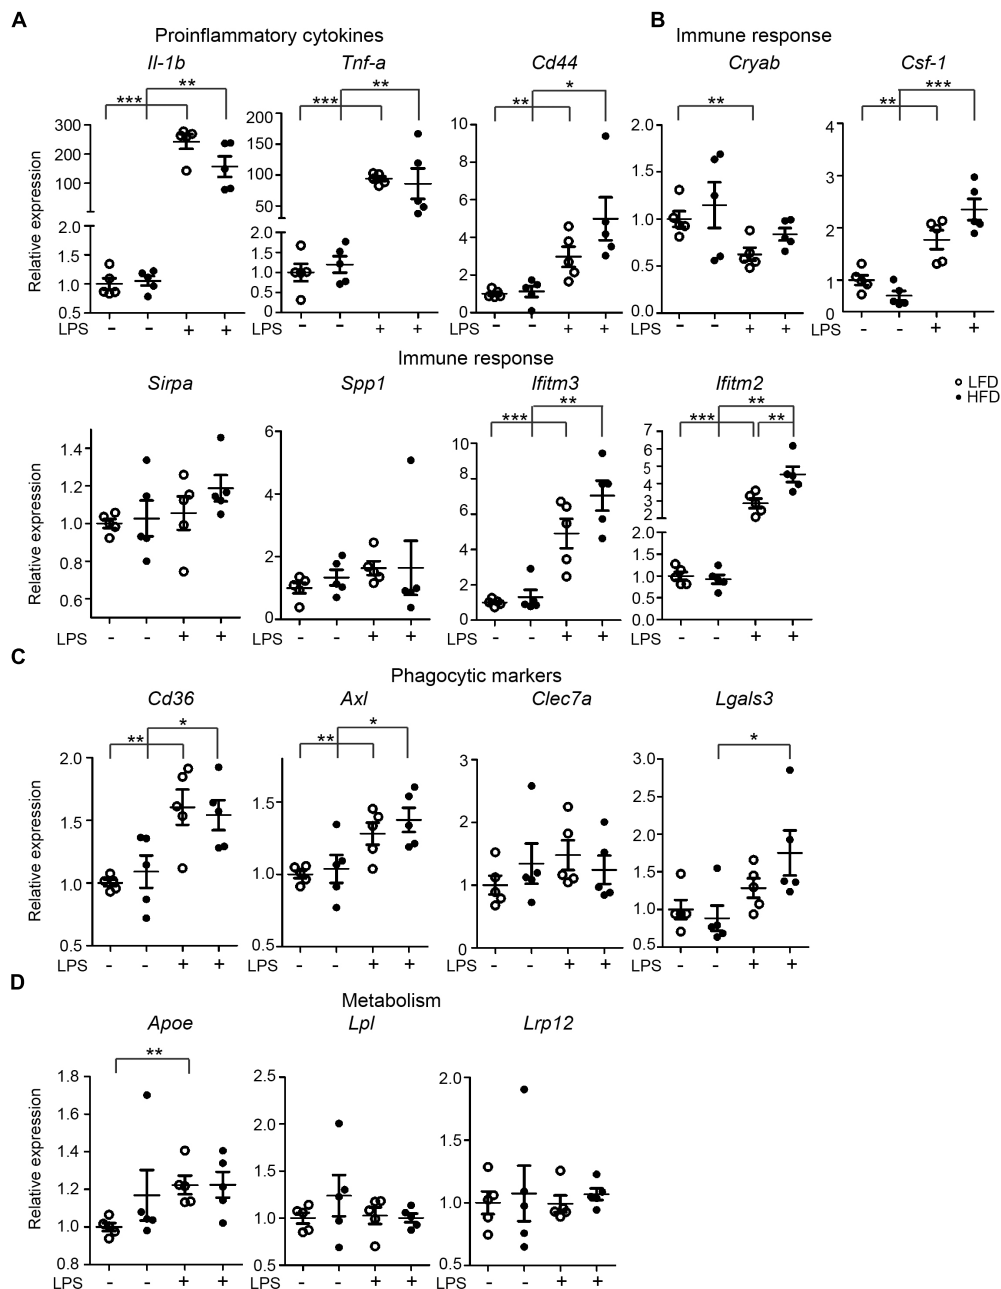 A
B
Proinflammatory cytokines
Immune response
Il-1b
Tnf-a
Cd44
Cryab
Csf-1
***
**
***
**
**
*
**
**
***
Relative expression
300
200
100
2.0
1.5
1.0
0.5
200
150
100
50
2.0
1.5
1.0
0.5
0
10
8
6
4
2
0
2.0
1.5
1.0
0.5
0.0
4
3
2
1
0
LPS - - + +
LPS - - + +
LPS - - + +
LPS - - + +
LPS - - + +
Immune response
Sirpa
Spp1
Ifitm3
Ifitm2
LFD
HFD
***
**
***
**
**
Relative expression
1.4
1.2
1.0
0.8
0.6
6
4
2
0
10
8
6
4
2
0
7
6
5
4
3
2
2.0
1.5
1.0
0.5
0.0
LPS - - + +
LPS - - + +
LPS - - + +
LPS - - + +
C
Phagocytic markers
Cd36
Axl
Clec7a
Lgals3
**
*
**
*
*
Relative expression
2.0
1.5
1.0
0.5
1.5
1.0
0.5
3
2
1
0
3.0
2.5
2.0
1.5
1.0
0.5
LPS - - + +
LPS - - + +
LPS - - + +
LPS - - + +
D
Metabolism
Apoe
Lpl
Lrp12
**
Relative expression
1.8
1.6
1.4
1.2
1.0
0.8
2.5
2.0
1.5
1.0
0.5
2.0
1.5
1.0
0.5
LPS - - + +
LPS - - + +
LPS - - + +